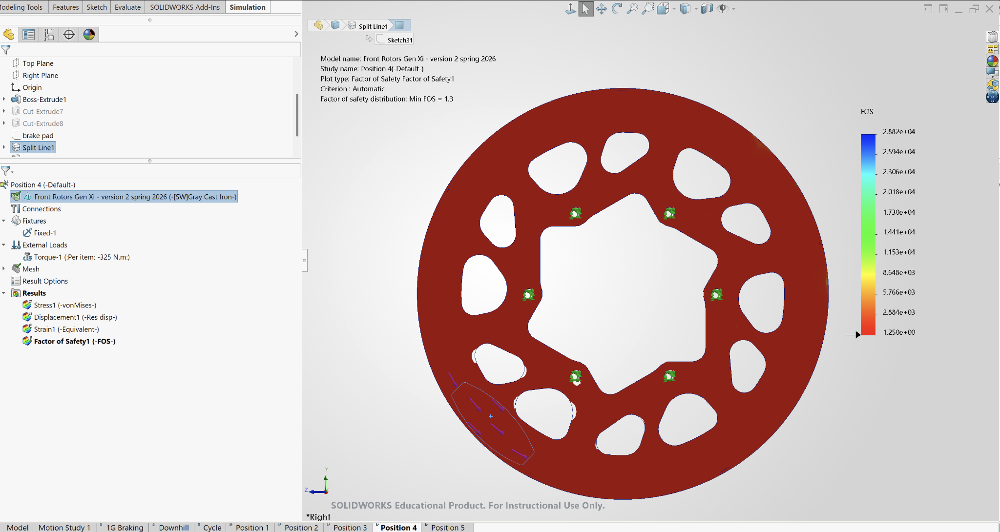 Modeling Tools Features Sketch Evaluate SOLIDWORKS Add-Ins Simulation
Top Plane
Right Plane
Origin
Boss-Extrude1
Cut-Extrude7
Cut-Extrude8
brake pad
Split Line1
Position 4 (-Default-)
Front Rotors Gen Xi - version 2 spring 2026 (-[SW]Gray Cast Iron-)
Connections
Fixtures
Fixed-1
External Loads
Torque-1 (:Per item: -325 N.m:)
Mesh
Result Options
Results
Stress1 (-vonMises-)
Displacement1 (-Res disp-)
Strain1 (-Equivalent-)
Factor of Safety1 (-FOS-)
Split Line1
Sketch31
Model name: Front Rotors Gen Xi - version 2 spring 2026
Study name: Position 4(-Default-)
Plot type: Factor of Safety Factor of Safety1
Criterion : Automatic
Factor of safety distribution: Min FOS = 1.3
FOS
2.882e+04
2.594e+04
2.306e+04
2.018e+04
1.730e+04
1.441e+04
1.153e+04
8.648e+03
5.766e+03
2.884e+03
1.250e+00
Y
Z
SOLIDWORKS Educational Product. For Instructional Use Only.
*Right
Model Motion Study 1 1G Braking Downhill Cycle Position 1 Position 2 Position 3 Position 4 Position 5